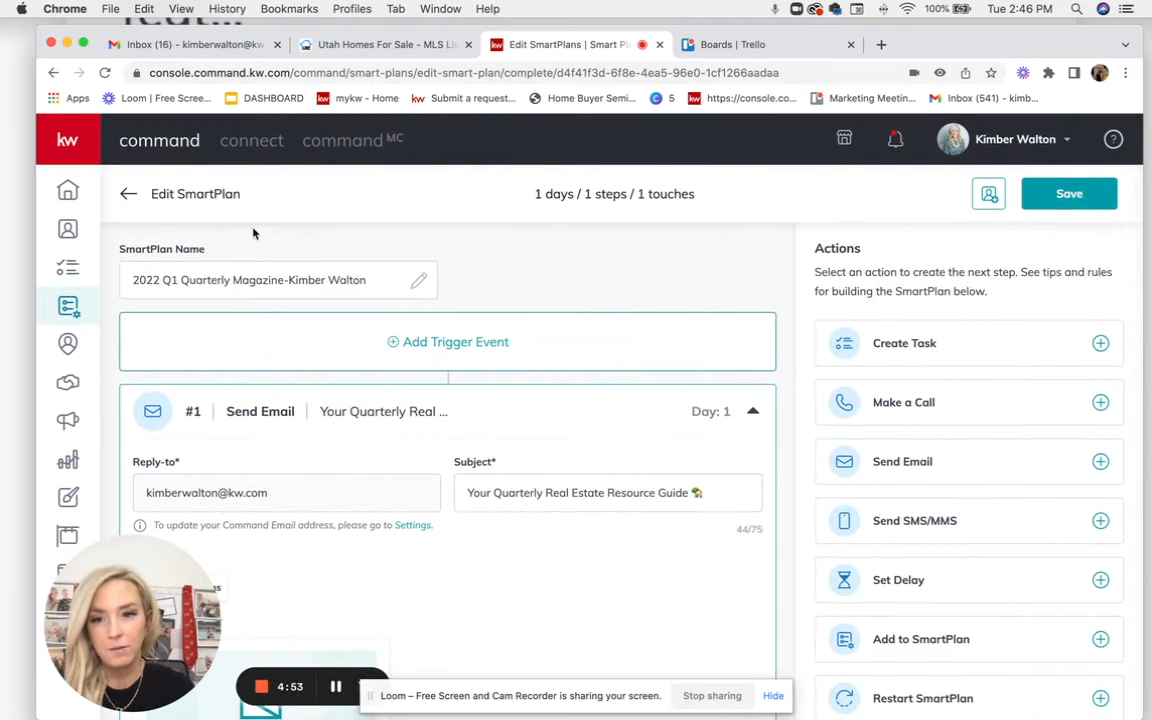 Chrome File Edit View History Bookmarks Profiles Tab Window Help 100% Tue 2:46 PM
Inbox (16) - kimberwalton@kw Utah Homes For Sale - MLS Lis Edit SmartPlans | Smart Pl Boards | Trello
console.command.kw.com/command/smart-plans/edit-smart-plan/complete/d4f41f3d-6f8e-4ea5-96e0-1cf1266aadaa
Apps Loom | Free Scree... DASHBOARD mykw - Home Submit a request... Home Buyer Semi... 5 https://console.co... Marketing Meetin... Inbox (541) - kimb...
kw command connect command MC Kimber Walton
Edit SmartPlan 1 days / 1 steps / 1 touches Save
SmartPlan Name
2022 Q1 Quarterly Magazine-Kimber Walton
Add Trigger Event
#1 Send Email Your Quarterly Real ... Day: 1
Reply-to* Subject*
kimberwalton@kw.com Your Quarterly Real Estate Resource Guide 🏡
To update your Command Email address, please go to Settings. 44/75
Actions
Select an action to create the next step. See tips and rules
for building the SmartPlan below.
Create Task
Make a Call
Send Email
Send SMS/MMS
Set Delay
Add to SmartPlan
Restart SmartPlan
4:53
Loom – Free Screen and Cam Recorder is sharing your screen. Stop sharing Hide